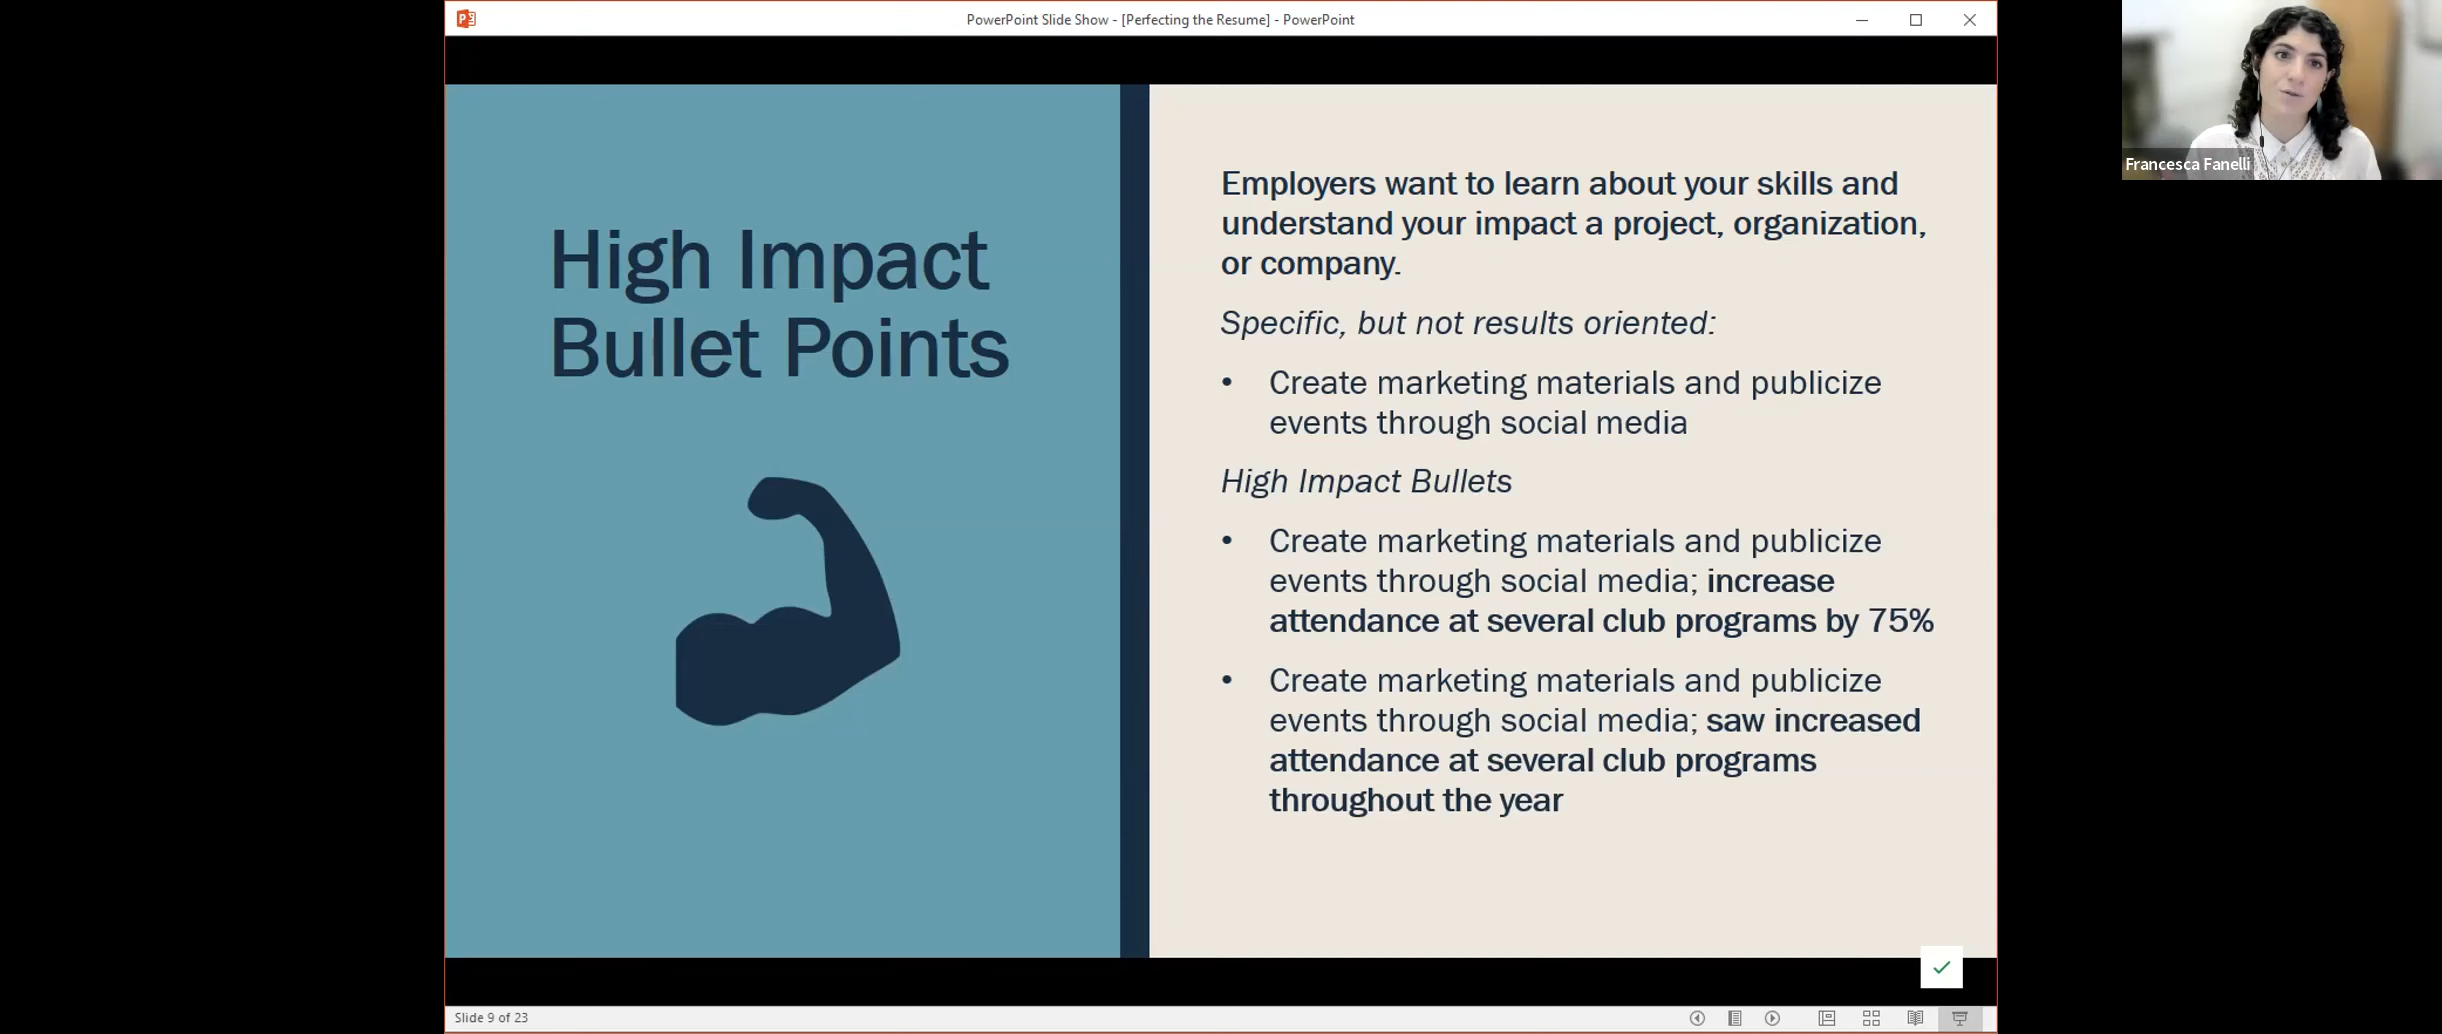 PowerPoint Slide Show - [Perfecting the Resume] - PowerPoint
Francesca Fanelli
High Impact
Bullet Points
Employers want to learn about your skills and
understand your impact a project, organization,
or company.
Specific, but not results oriented:
• Create marketing materials and publicize
events through social media
High Impact Bullets
• Create marketing materials and publicize
events through social media; increase
attendance at several club programs by 75%
• Create marketing materials and publicize
events through social media; saw increased
attendance at several club programs
throughout the year
Slide 9 of 23